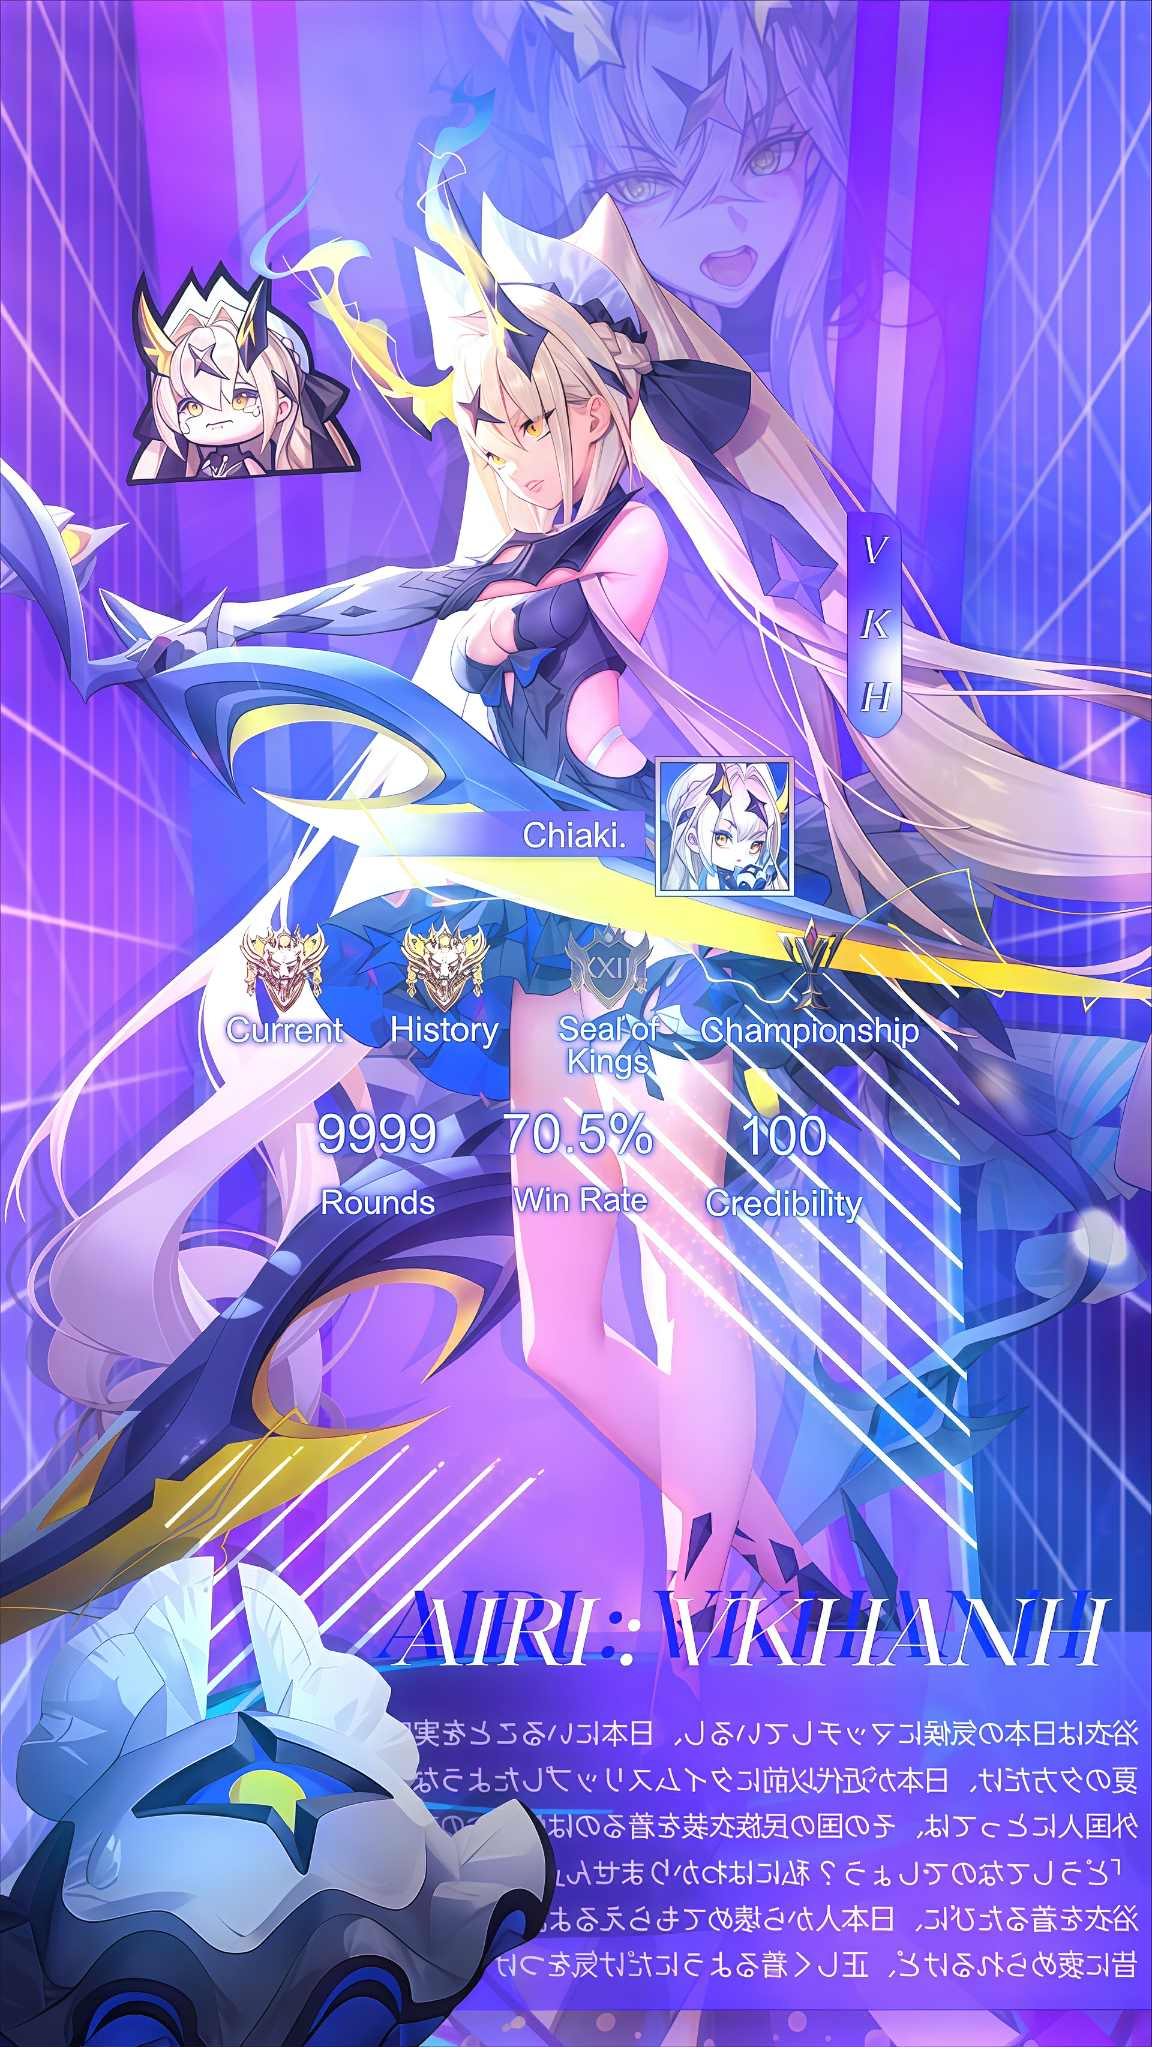 V
K
H
Chiaki.
XXII
Current
History
Seal of
Kings
Championship
9999
70.5%
100
Rounds
Win Rate
Credibility
AIRI : VKHANH
浴衣は日本の気候にマッチしているし、日本にいることを実
夏の夕方だけ、日本が近代以前にタイムスリップしたような
外国人にとっては、その国の民族衣装を着るのは
「どうしてなのでしょう？私にはわかりません」
浴衣を着るたびに、日本人から壊めてもらえるよ
皆に褒められるけど、正しく着るようにだけ気をつけ